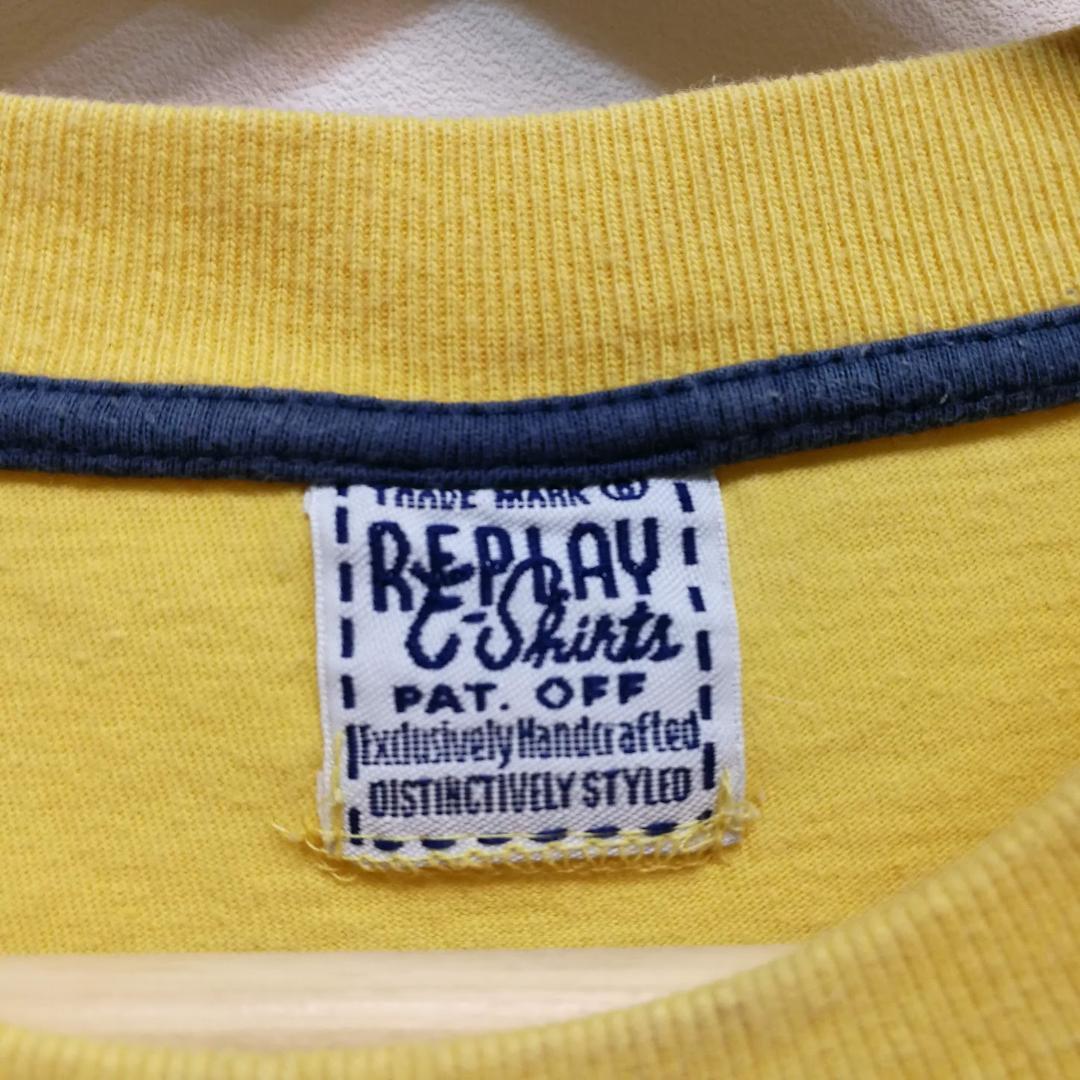 TRADE MARK ®
REPLAY
E-Shirts
PAT. OFF
Exclusively Handcrafted
DISTINCTIVELY STYLED